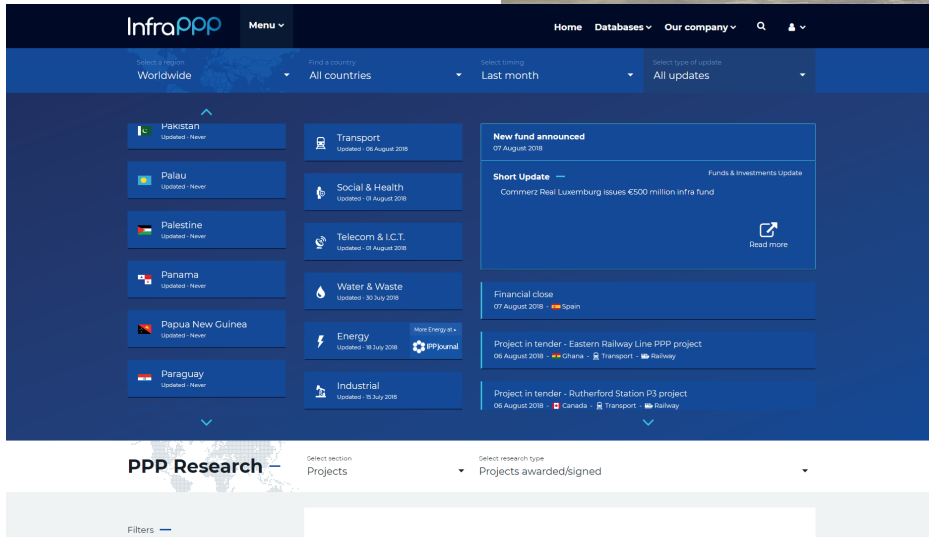 InfraPPP
Menu
Home Databases Our company
Select a region
Worldwide
Find a country
All countries
Select timing
Last month
Select type of update
All updates
Pakistan
Updated - Never
Palau
Updated - Never
Palestine
Updated - Never
Panama
Updated - Never
Papua New Guinea
Updated - Never
Paraguay
Updated - Never
Transport
Updated - 06 August 2018
Social & Health
Updated - 01 August 2018
Telecom & I.C.T.
Updated - 01 August 2018
Water & Waste
Updated - 30 July 2018
Energy
Updated - 18 July 2018
More Energy at
IPPJournal
Industrial
Updated - 15 July 2018
New fund announced
07 August 2018
Short Update
Funds & Investments Update
Commerz Real Luxemburg issues €500 million infra fund
Read more
Financial close
07 August 2018 - Spain
Project in tender - Eastern Railway Line PPP project
06 August 2018 - Ghana - Transport - Railway
Project in tender - Rutherford Station P3 project
06 August 2018 - Canada - Transport - Railway
PPP Research
Select section
Projects
Select research type
Projects awarded/signed
Filters